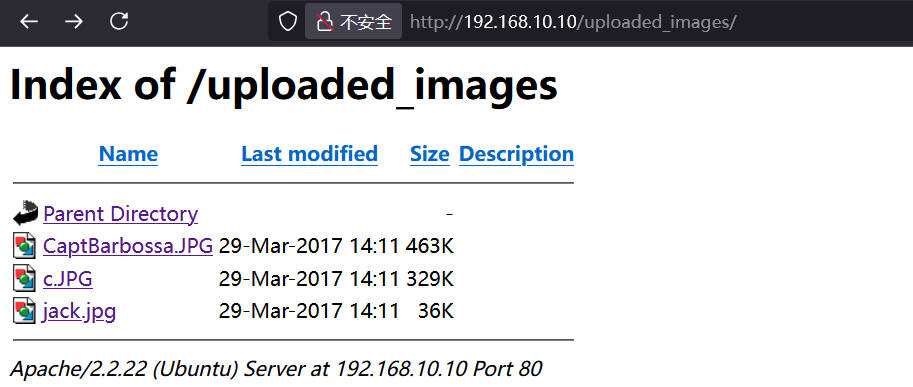 不安全 http://192.168.10.10/uploaded_images/
Index of /uploaded_images
Name Last modified Size Description
Parent Directory -
CaptBarbossa.JPG 29-Mar-2017 14:11 463K
c.JPG 29-Mar-2017 14:11 329K
jack.jpg 29-Mar-2017 14:11 36K
Apache/2.2.22 (Ubuntu) Server at 192.168.10.10 Port 80